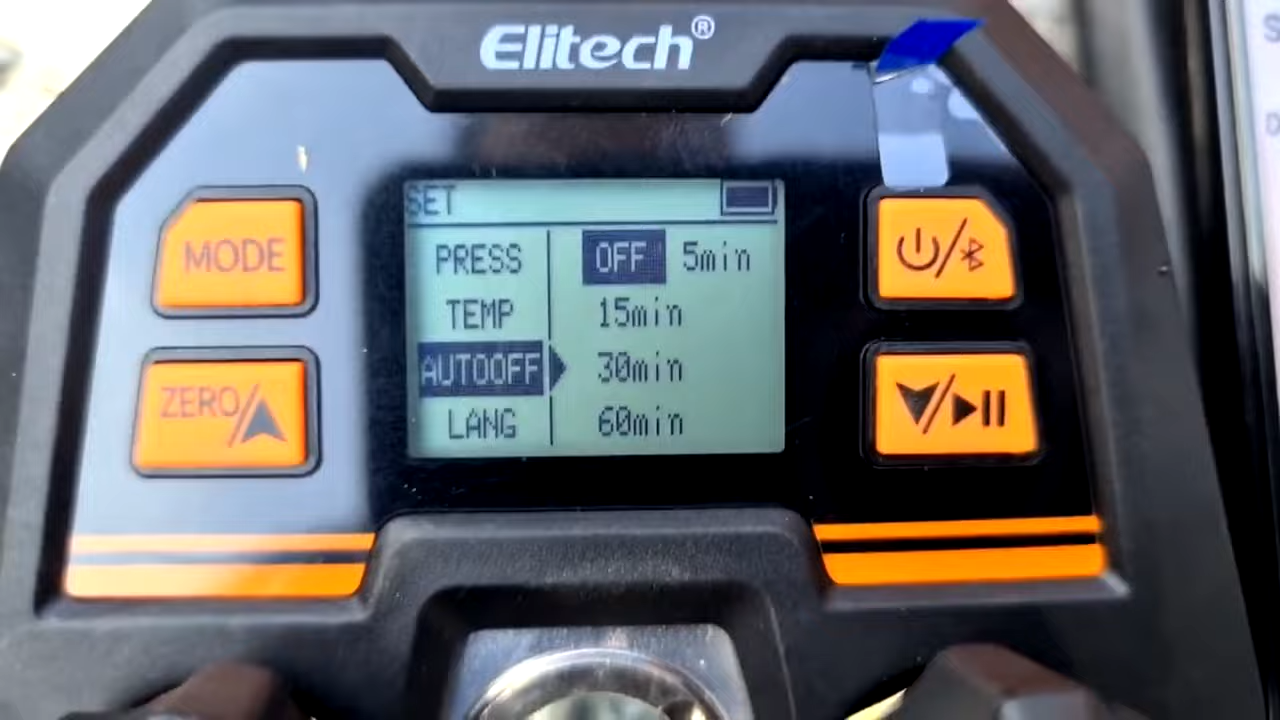 Elitech®
SET
MODE
PRESS OFF 5min
TEMP 15min
AUTOOFF 30min
LANG 60min
ZERO/